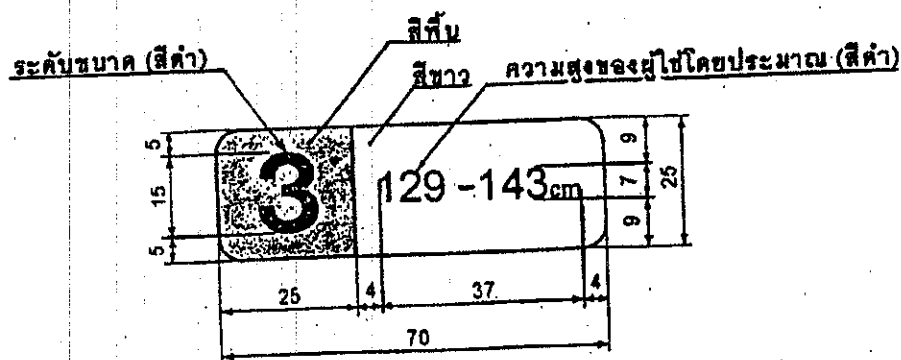 สีพื้น
ระดับขนาด (สีดำ)
สีขาว
ความสูงของผู้ใช้โดยประมาณ (สีดำ)
5
15
5
3
129 -143cm
9
7
9
25
25
4
37
4
70